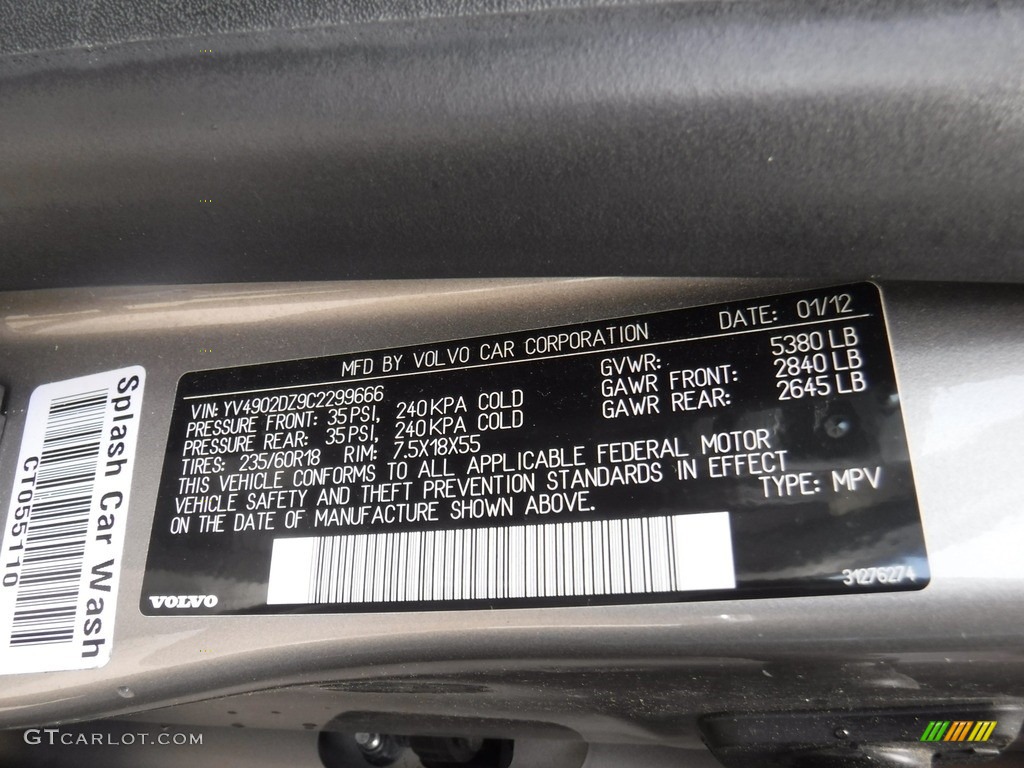 MFD BY VOLVO CAR CORPORATION DATE: 01/12
VIN: YV4902DZ9C2299666
PRESSURE FRONT: 35 PSI, 240 KPA COLD
PRESSURE REAR: 35 PSI, 240 KPA COLD
TIRES: 235/60R18 RIM: 7.5X18X55
GVWR: 5380 LB
GAWR FRONT: 2840 LB
GAWR REAR: 2645 LB
THIS VEHICLE CONFORMS TO ALL APPLICABLE FEDERAL MOTOR
VEHICLE SAFETY AND THEFT PREVENTION STANDARDS IN EFFECT
ON THE DATE OF MANUFACTURE SHOWN ABOVE.
TYPE: MPV
31276274
VOLVO
Splash Car Wash
CT055110
GTCARLOT.COM